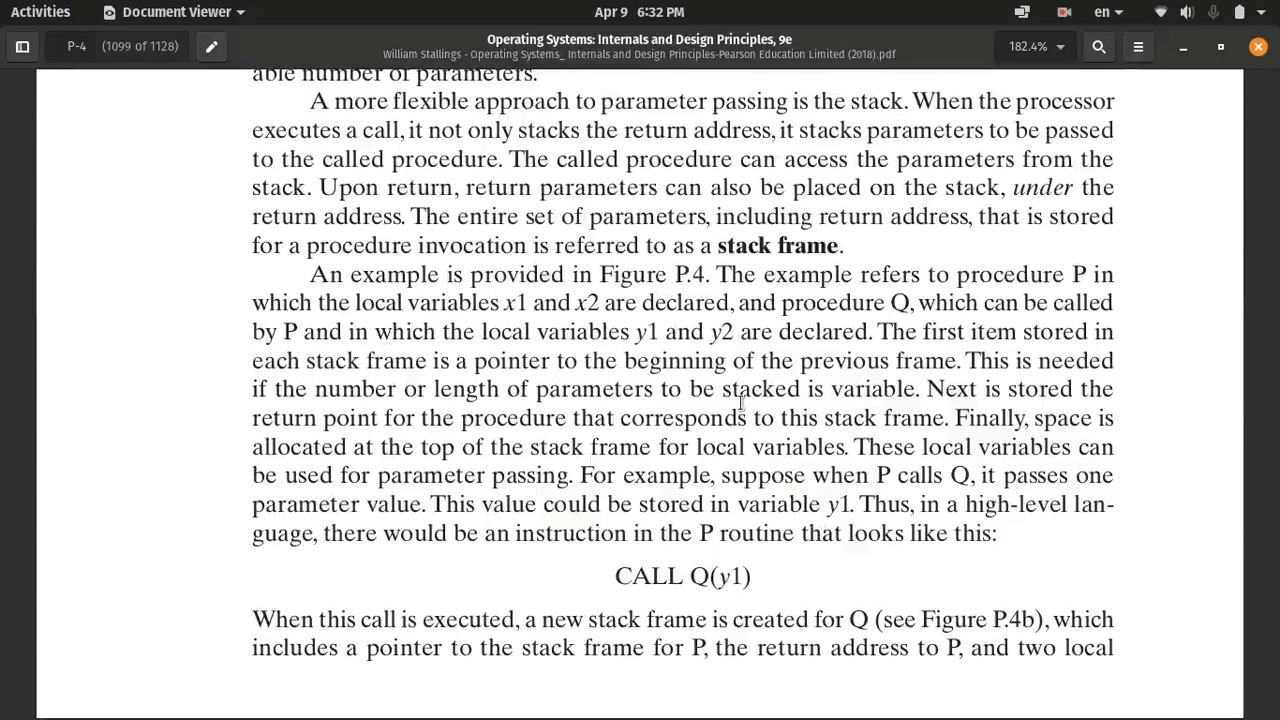 Activities
Document Viewer
Apr 9 6:32 PM
en
P-4 (1099 of 1128)
Operating Systems: Internals and Design Principles, 9e
William Stallings - Operating Systems_ Internals and Design Principles-Pearson Education Limited (2018).pdf
182.4%
able number of parameters.
A more flexible approach to parameter passing is the stack. When the processor
executes a call, it not only stacks the return address, it stacks parameters to be passed
to the called procedure. The called procedure can access the parameters from the
stack. Upon return, return parameters can also be placed on the stack, under the
return address. The entire set of parameters, including return address, that is stored
for a procedure invocation is referred to as a stack frame.
An example is provided in Figure P.4. The example refers to procedure P in
which the local variables x1 and x2 are declared, and procedure Q, which can be called
by P and in which the local variables y1 and y2 are declared. The first item stored in
each stack frame is a pointer to the beginning of the previous frame. This is needed
if the number or length of parameters to be stacked is variable. Next is stored the
return point for the procedure that corresponds to this stack frame. Finally, space is
allocated at the top of the stack frame for local variables. These local variables can
be used for parameter passing. For example, suppose when P calls Q, it passes one
parameter value. This value could be stored in variable y1. Thus, in a high-level lan-
guage, there would be an instruction in the P routine that looks like this:
CALL Q(y1)
When this call is executed, a new stack frame is created for Q (see Figure P.4b), which
includes a pointer to the stack frame for P, the return address to P, and two local